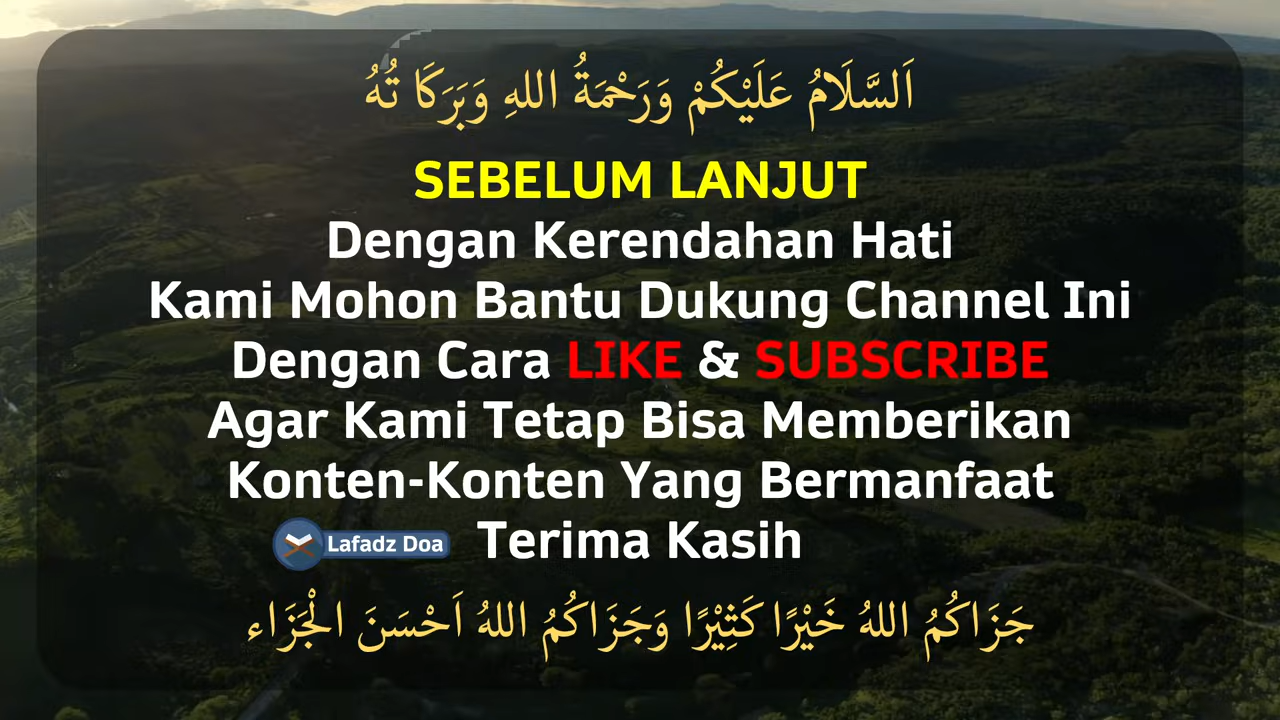 اَلسَّلَامُ عَلَيْكُمْ وَرَحْمَةُ اللهِ وَبَرَكَا تُهُ
SEBELUM LANJUT
Dengan Kerendahan Hati
Kami Mohon Bantu Dukung Channel Ini
Dengan Cara LIKE & SUBSCRIBE
Agar Kami Tetap Bisa Memberikan
Konten-Konten Yang Bermanfaat
Terima Kasih
Lafadz Doa
جَزَاكُمُ اللهُ خَيْرًا كَثِيْرًا وَجَزَاكُمُ اللهُ اَحْسَنَ الْجَزَاء